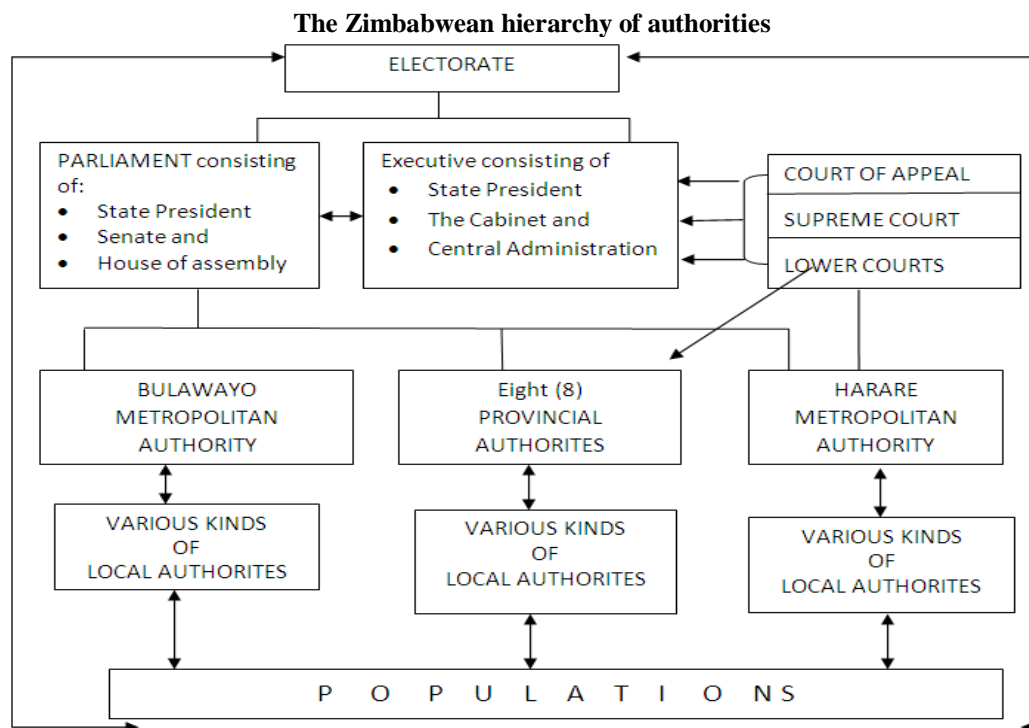 The Zimbabwean hierarchy of authorities
ELECTORATE
PARLIAMENT consisting
of:
• State President
• Senate and
• House of assembly
Executive consisting of
• State President
• The Cabinet and
• Central Administration
COURT OF APPEAL
SUPREME COURT
LOWER COURTS
BULAWAYO
METROPOLITAN
AUTHORITY
Eight (8)
PROVINCIAL
AUTHORITES
HARARE
METROPOLITAN
AUTHORITY
VARIOUS KINDS
OF
LOCAL AUTHORITES
VARIOUS KINDS
OF
LOCAL AUTHORITES
VARIOUS KINDS
OF
LOCAL AUTHORITES
P O P U L A T I O N S